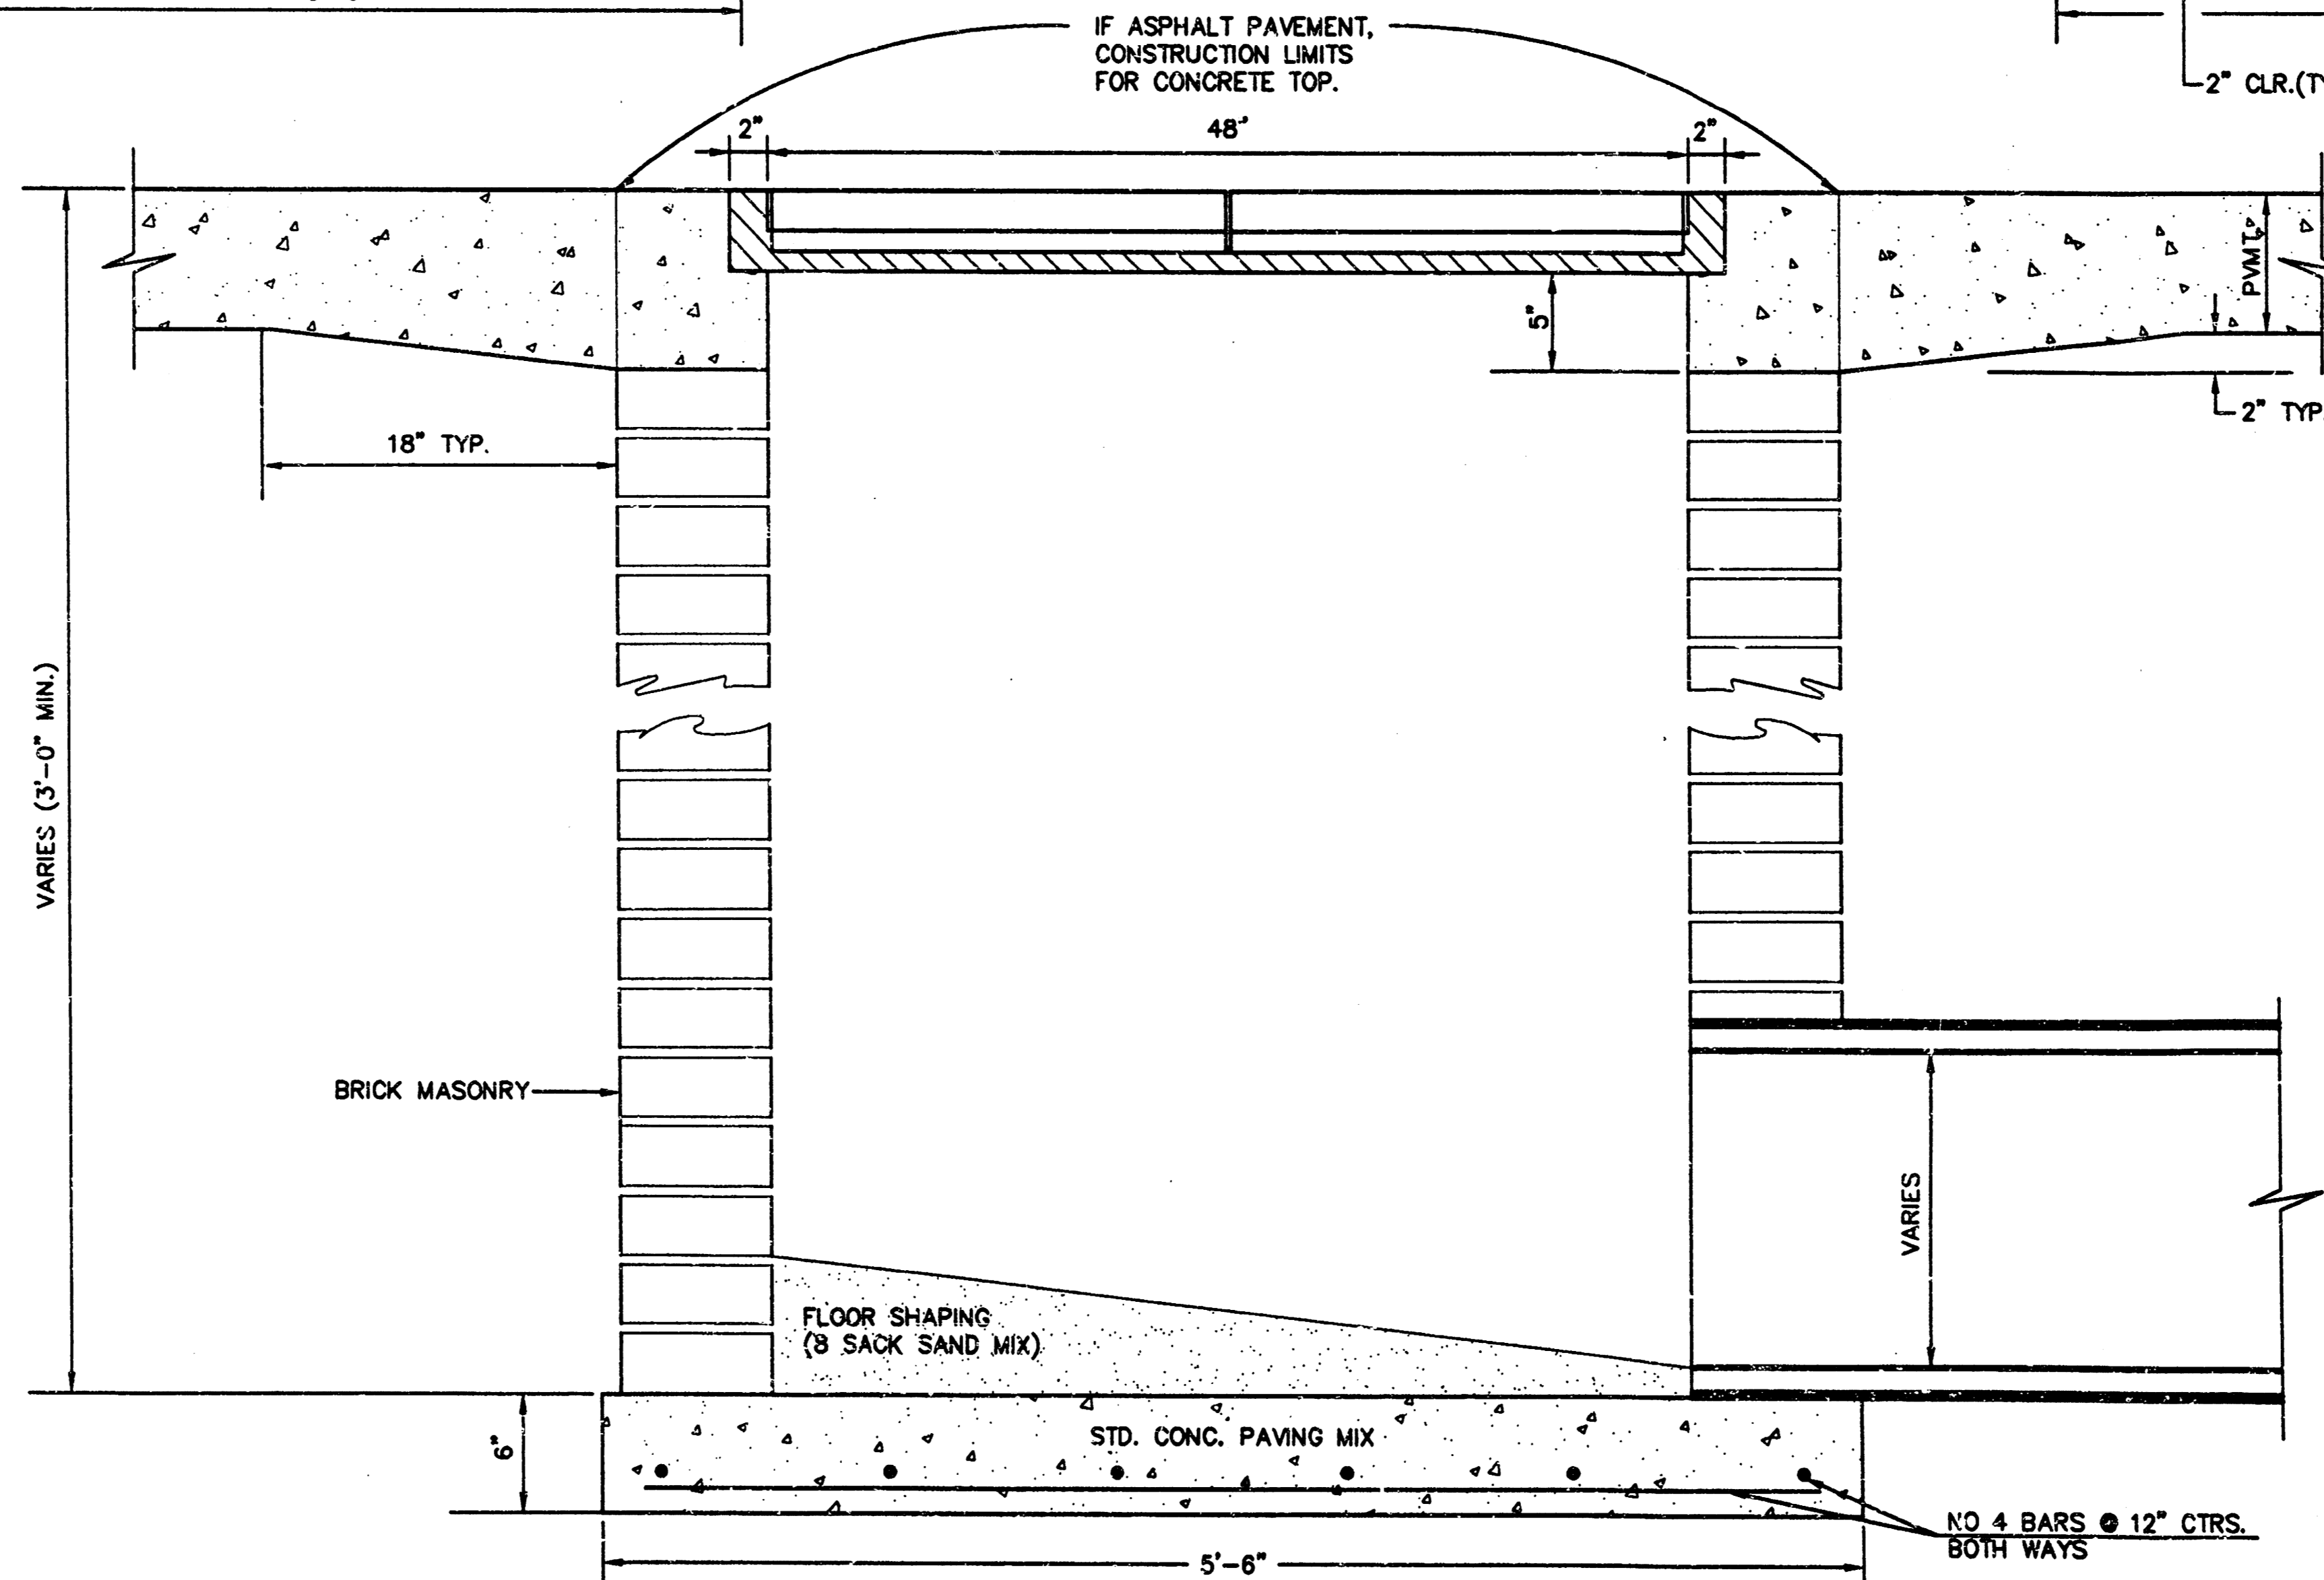 IF ASPHALT PAVEMENT,
CONSTRUCTION LIMITS
FOR CONCRETE TOP.
2" CLR.(TY
2"
48"
2"
PVMT.
5"
2" TYP.
18" TYP.
VARIES (3'-0" MIN.)
BRICK MASONRY
VARIES
FLOOR SHAPING
(8 SACK SAND MIX)
STD. CONC. PAVING MIX
6"
NO 4 BARS @ 12" CTRS.
BOTH WAYS
5'-6"